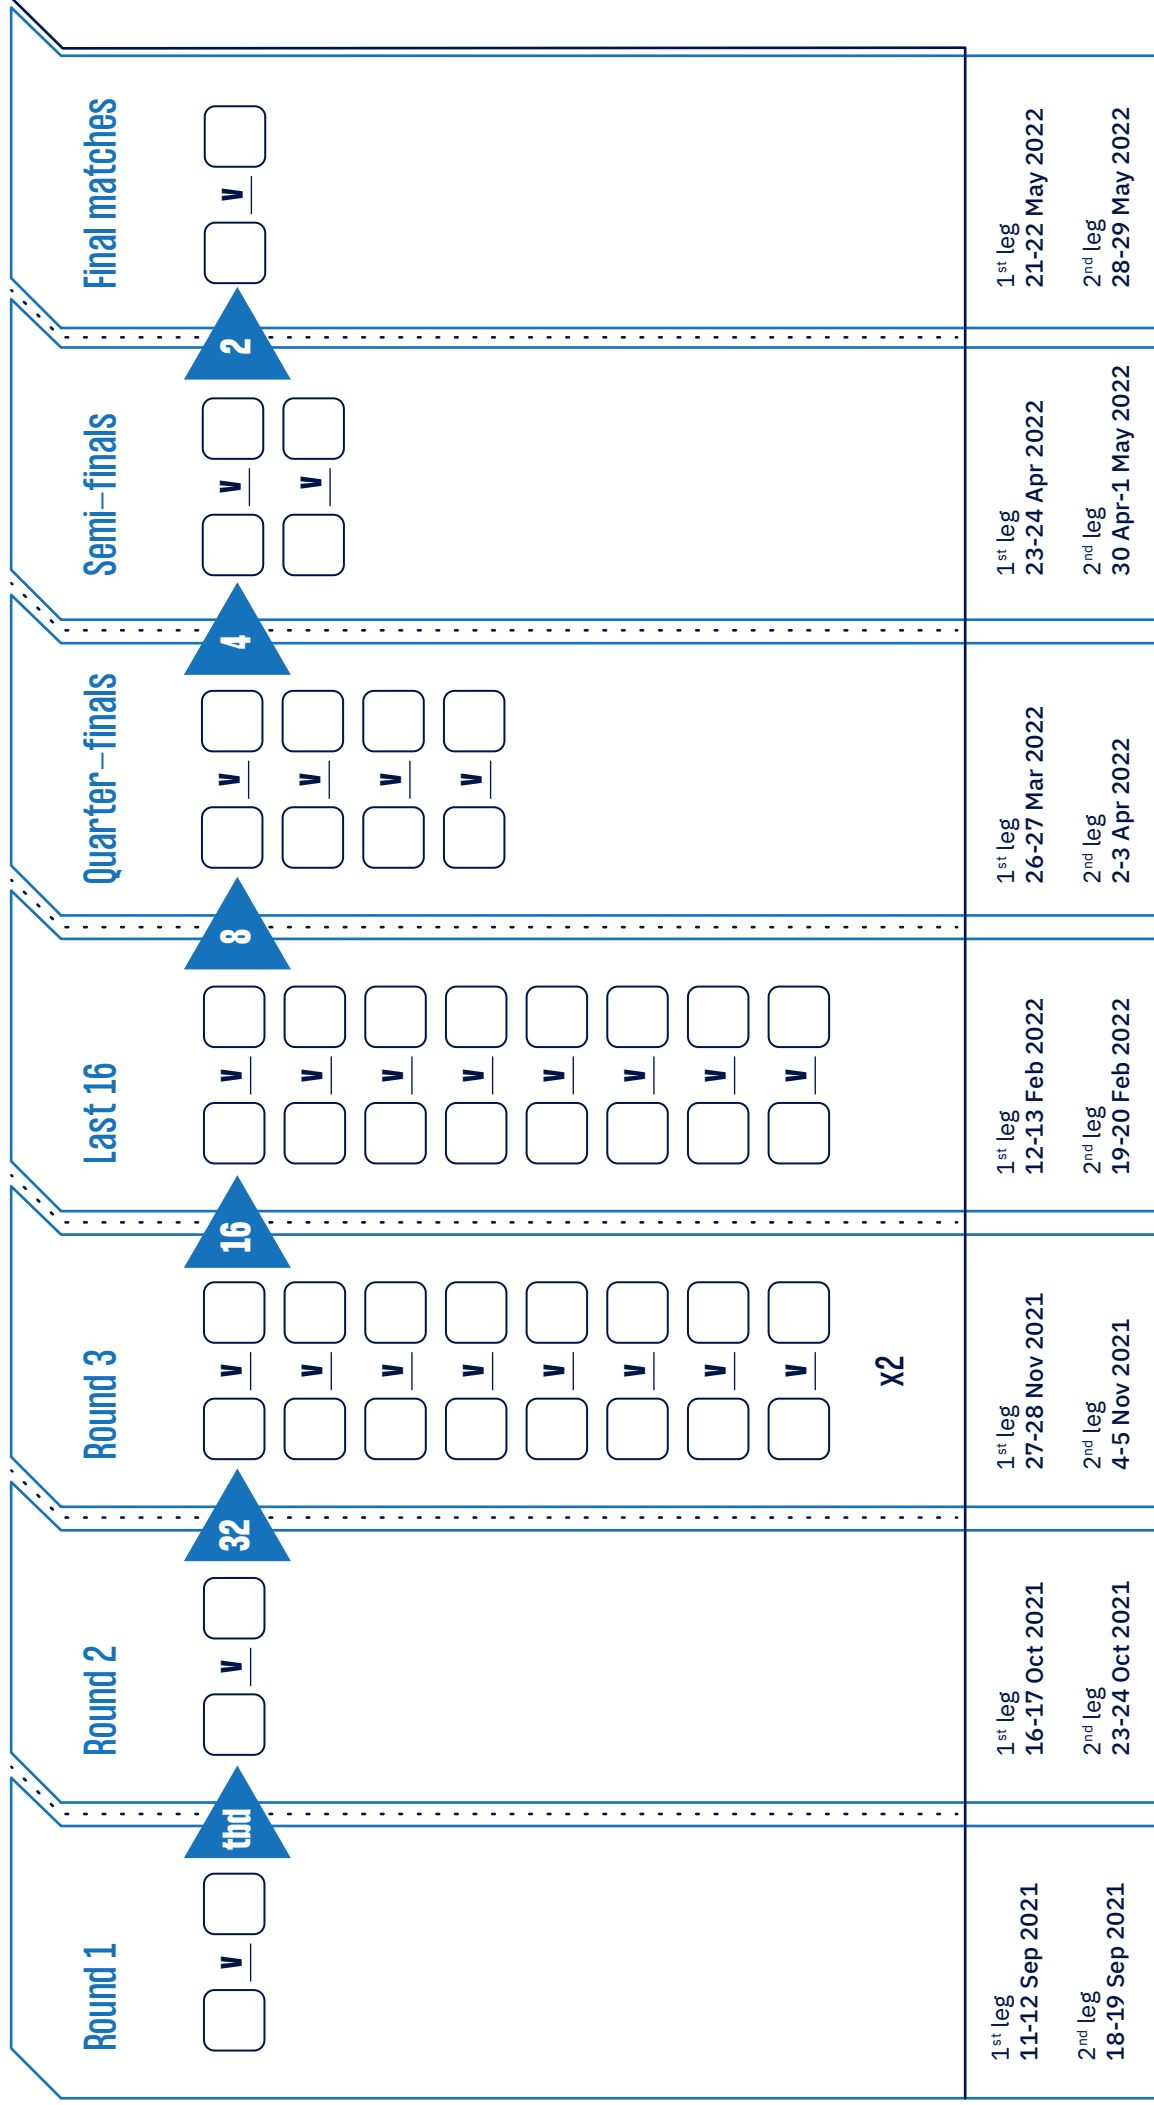 Round 1
v
1st leg
11-12 Sep 2021
2nd leg
18-19 Sep 2021
tbd
Round 2
v
1st leg
16-17 Oct 2021
2nd leg
23-24 Oct 2021
32
Round 3
v
v
v
v
v
v
v
v
x2
1st leg
27-28 Nov 2021
2nd leg
4-5 Nov 2021
16
Last 16
v
v
v
v
v
v
v
v
1st leg
12-13 Feb 2022
2nd leg
19-20 Feb 2022
8
Quarter-finals
v
v
v
v
1st leg
26-27 Mar 2022
2nd leg
2-3 Apr 2022
4
Semi-finals
v
v
1st leg
23-24 Apr 2022
2nd leg
30 Apr-1 May 2022
2
Final matches
v
1st leg
21-22 May 2022
2nd leg
28-29 May 2022